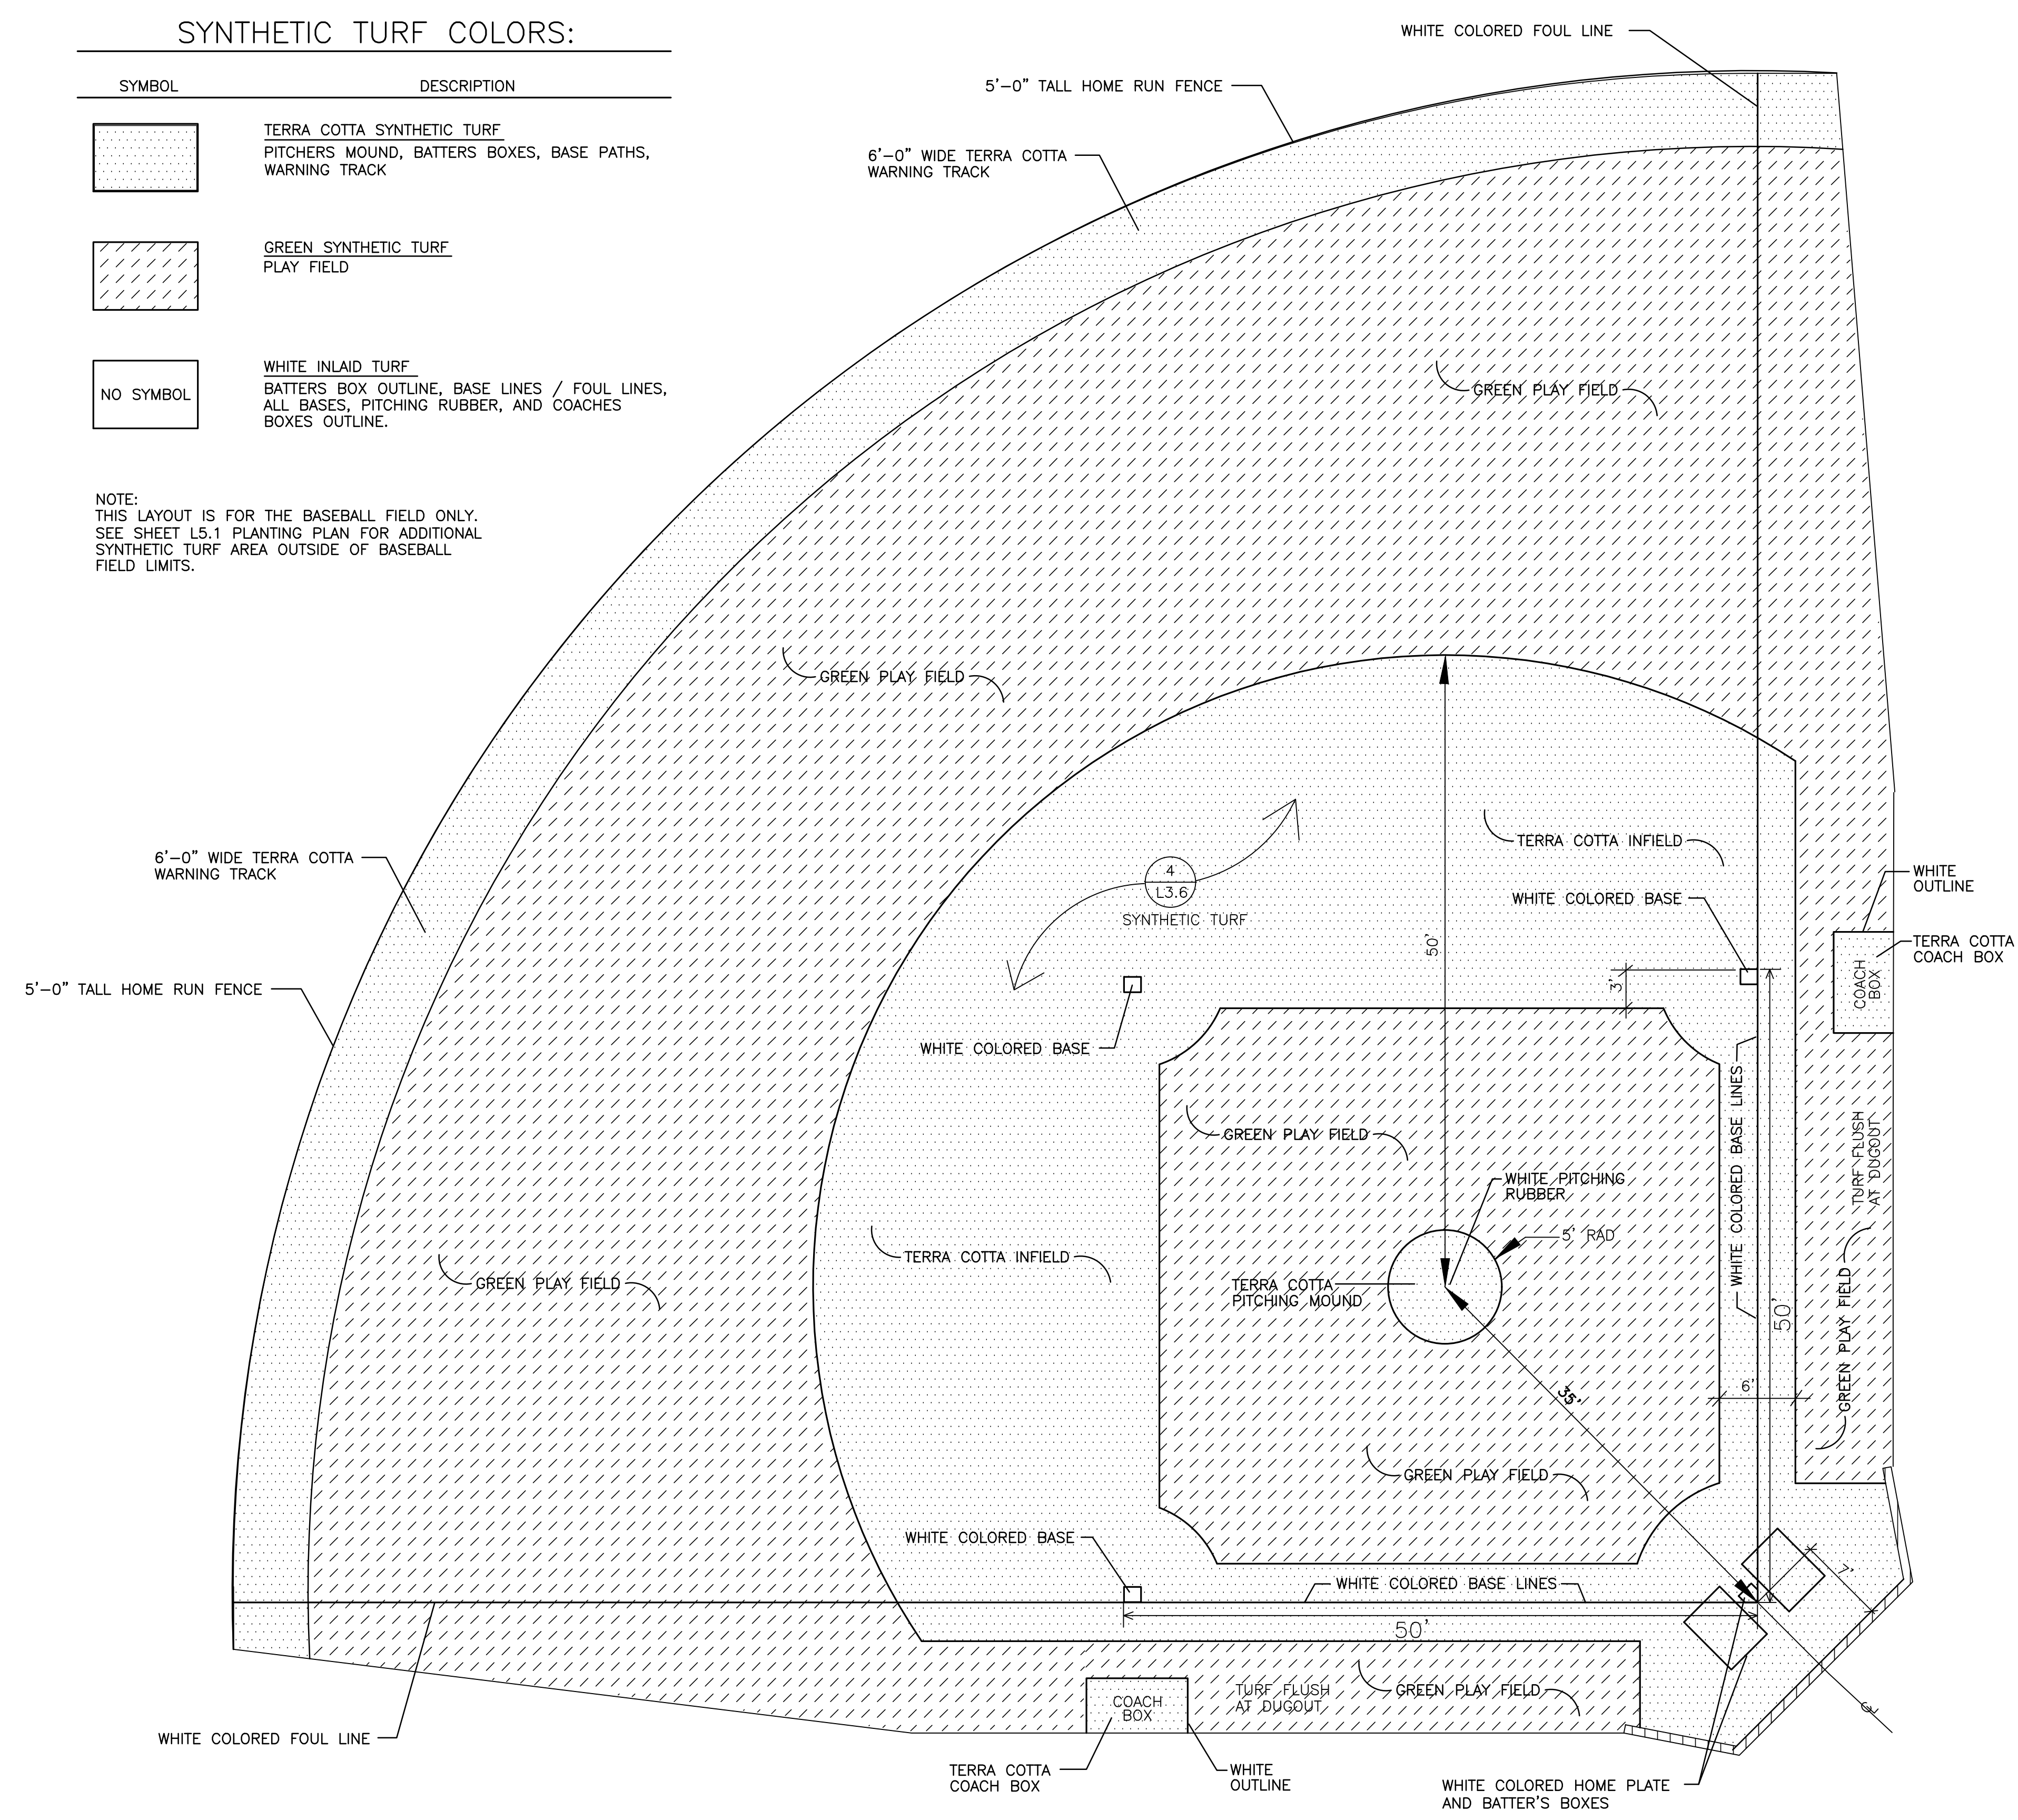 SYNTHETIC TURF COLORS:
SYMBOL
DESCRIPTION
TERRA COTTA SYNTHETIC TURF
PITCHERS MOUND, BATTERS BOXES, BASE PATHS,
WARNING TRACK
GREEN SYNTHETIC TURF
PLAY FIELD
NO SYMBOL
WHITE INLAID TURF
BATTERS BOX OUTLINE, BASE LINES / FOUL LINES,
ALL BASES, PITCHING RUBBER, AND COACHES
BOXES OUTLINE.
NOTE:
THIS LAYOUT IS FOR THE BASEBALL FIELD ONLY.
SEE SHEET L5.1 PLANTING PLAN FOR ADDITIONAL
SYNTHETIC TURF AREA OUTSIDE OF BASEBALL
FIELD LIMITS.
WHITE COLORED FOUL LINE
5'-0" TALL HOME RUN FENCE
6'-0" WIDE TERRA COTTA
WARNING TRACK
GREEN PLAY FIELD
GREEN PLAY FIELD
TERRA COTTA INFIELD
6'-0" WIDE TERRA COTTA
WARNING TRACK
4
L3.6
SYNTHETIC TURF
WHITE COLORED BASE
WHITE
OUTLINE
TERRA COTTA
COACH BOX
COACH
BOX
50'
3'
5'-0" TALL HOME RUN FENCE
WHITE COLORED BASE
WHITE COLORED BASE LINES
GREEN PLAY FIELD
TURF FLUSH
AT DUGOUT
WHITE PITCHING
RUBBER
5' RAD
TERRA COTTA INFIELD
GREEN PLAY FIELD
TERRA COTTA
PITCHING MOUND
50'
GREEN PLAY FIELD
6'
35'
GREEN PLAY FIELD
WHITE COLORED BASE
WHITE COLORED BASE LINES
7'
50'
COACH
BOX
TURF FLUSH
AT DUGOUT
GREEN PLAY FIELD
℄
WHITE COLORED FOUL LINE
TERRA COTTA
COACH BOX
WHITE
OUTLINE
WHITE COLORED HOME PLATE
AND BATTER'S BOXES